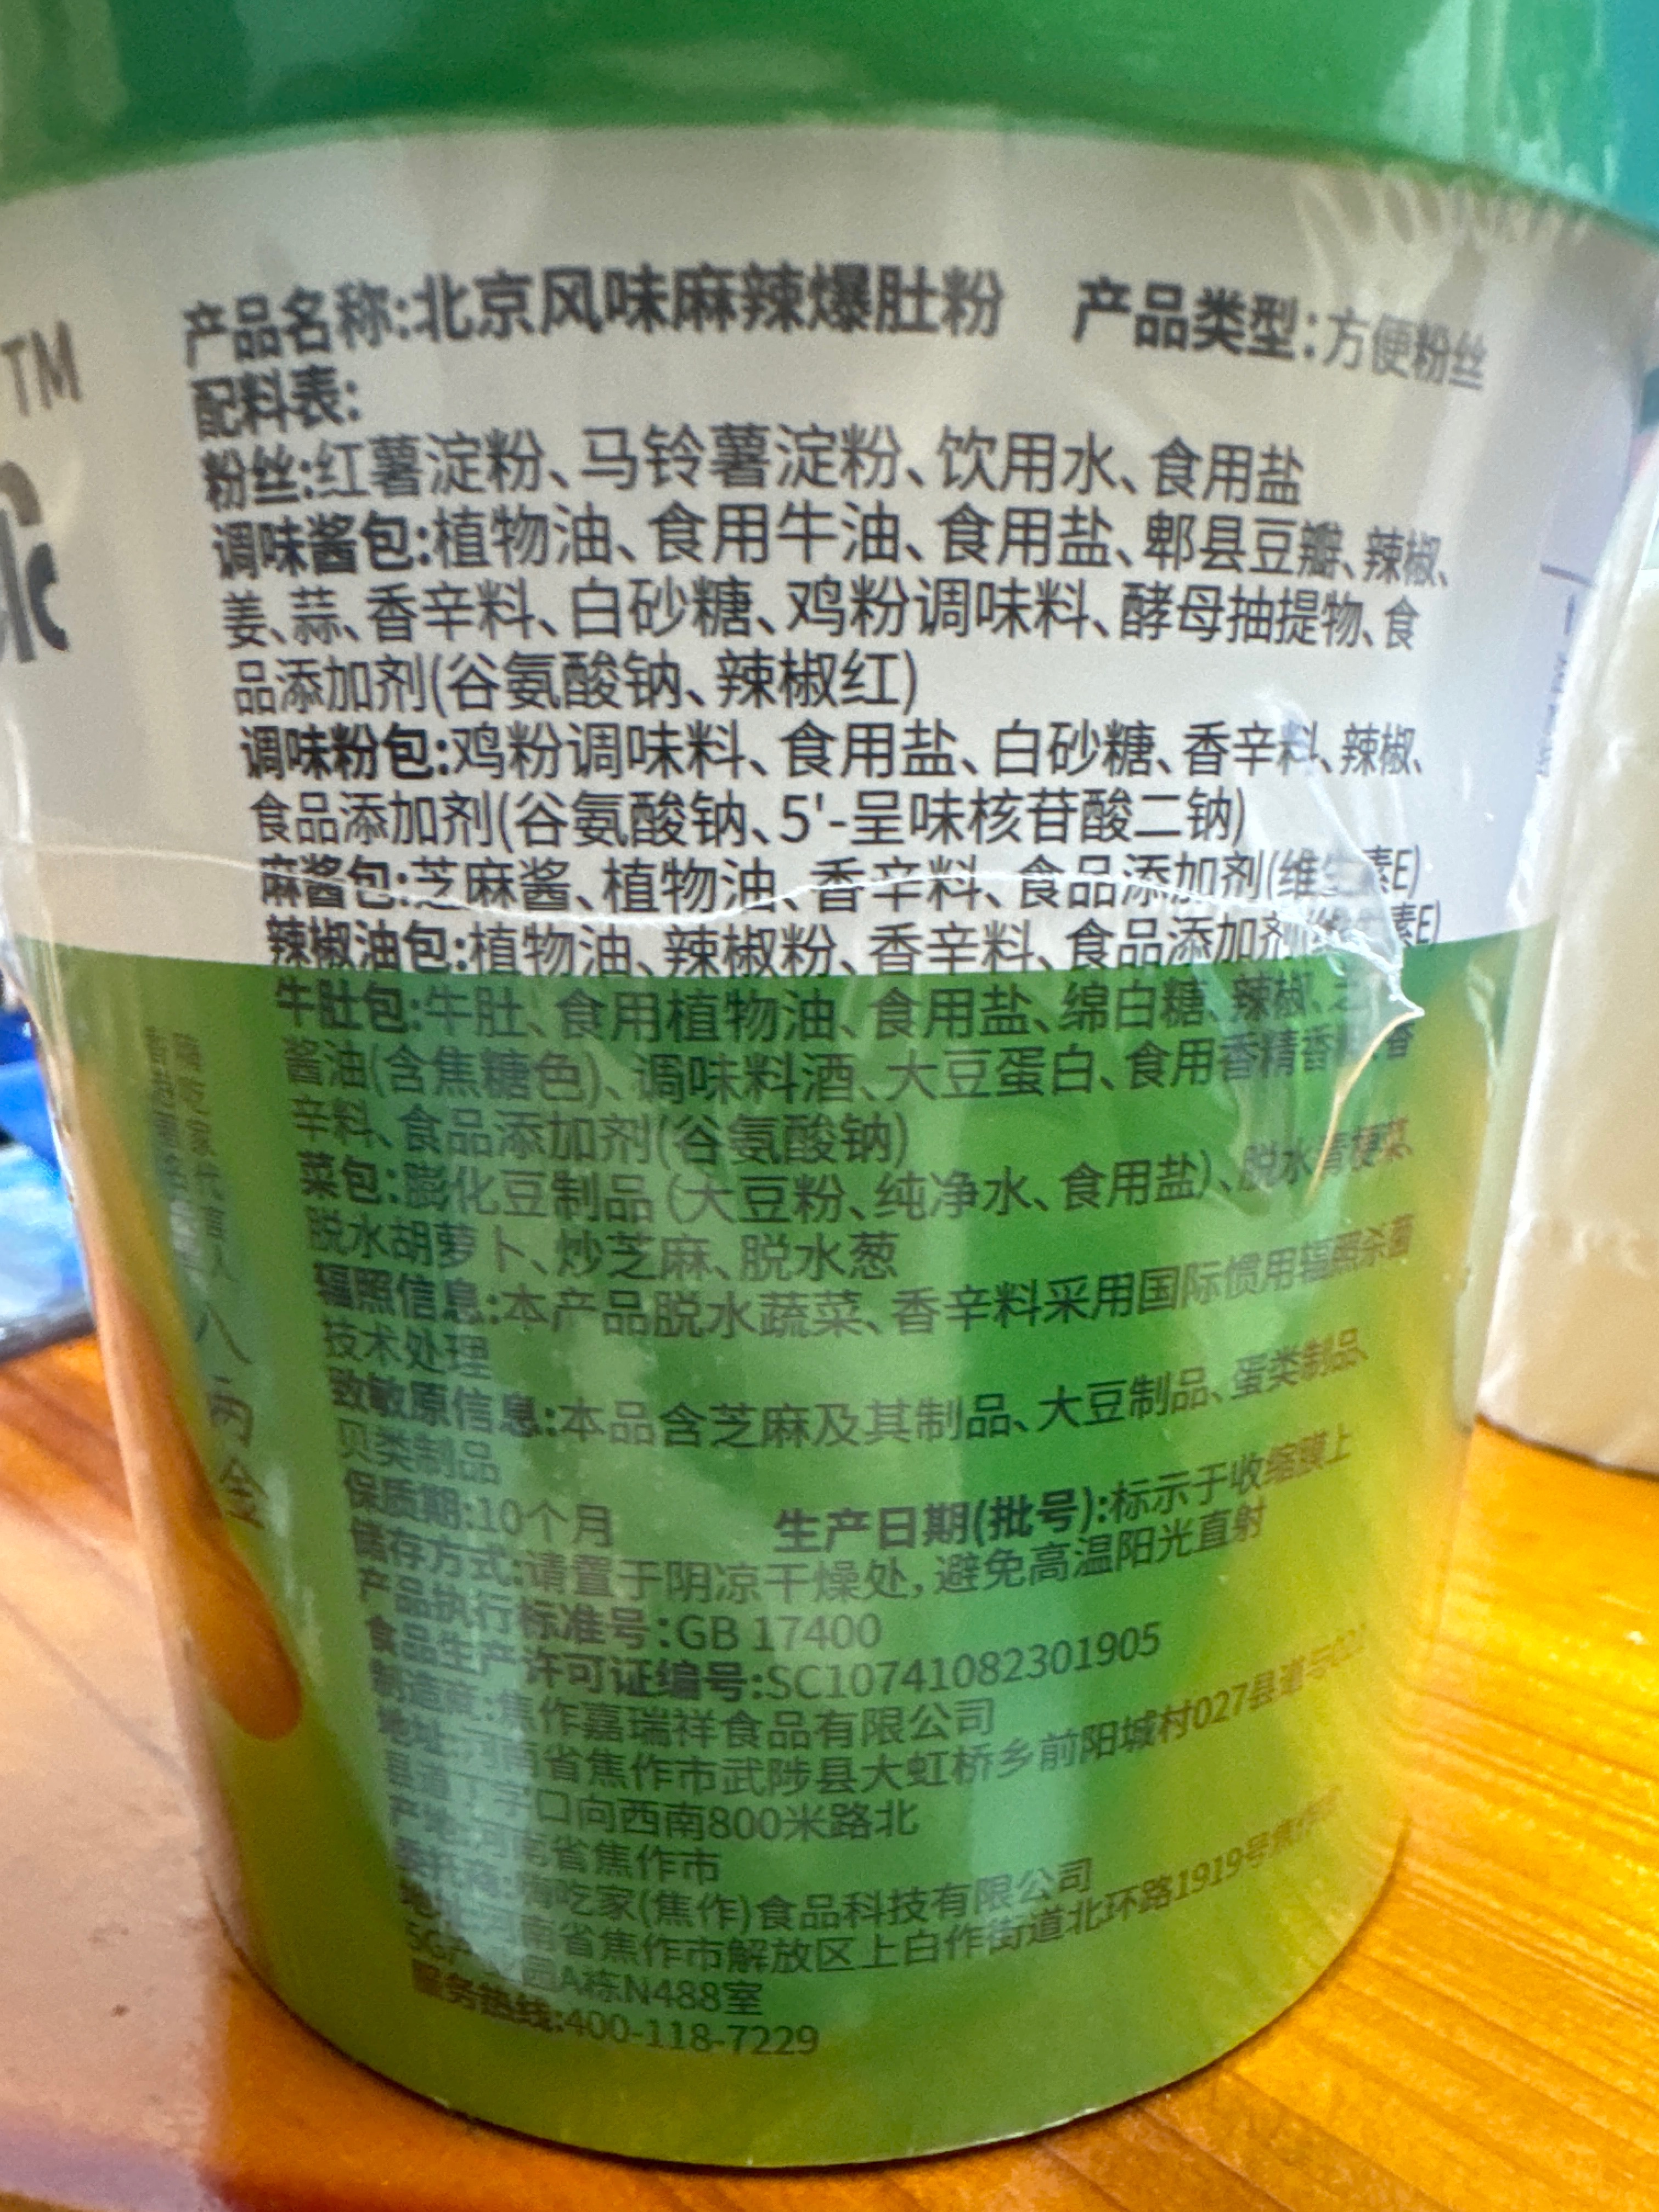 TM
产品名称:北京风味麻辣爆肚粉 产品类型:方便粉丝
配料表:
粉丝:红薯淀粉、马铃薯淀粉、饮用水、食用盐
调味酱包:植物油、食用牛油、食用盐、郫县豆瓣、辣椒、
姜、蒜、香辛料、白砂糖、鸡粉调味料、酵母抽提物、食
品添加剂(谷氨酸钠、辣椒红)
调味粉包:鸡粉调味料、食用盐、白砂糖、香辛料、辣椒、
食品添加剂(谷氨酸钠、5'-呈味核苷酸二钠)
麻酱包:芝麻酱、植物油、香辛料、食品添加剂(维生素E)
辣椒油包:植物油、辣椒粉、香辛料、食品添加剂(维生素E)
牛肚包:牛肚、食用植物油、食用盐、绵白糖、辣椒、
酱油(含焦糖色)、调味料酒、大豆蛋白、食用香精香料、香
辛料、食品添加剂(谷氨酸钠)
菜包:膨化豆制品(大豆粉、纯净水、食用盐)、脱水青梗菜、
脱水胡萝卜、炒芝麻、脱水葱
辐照信息:本产品脱水蔬菜、香辛料采用国际惯用辐照杀菌
技术处理
致敏原信息:本品含芝麻及其制品、大豆制品、蛋类制品、
贝类制品
保质期:10个月 生产日期(批号):标示于收缩膜上
储存方式:请置于阴凉干燥处,避免高温阳光直射
产品执行标准号:GB 17400
食品生产许可证编号:SC10741082301905
制造商:焦作嘉瑞祥食品有限公司
地址:河南省焦作市武陟县大虹桥乡前阳城村027县道与
县道丁字口向西南800米路北
产地:河南省焦作市
委托商:嗨吃家(焦作)食品科技有限公司
地址:河南省焦作市解放区上白作街道北环路1919号焦作
5G 园A栋N488室
服务热线:400-118-7229
嗨吃家代言人
八两金